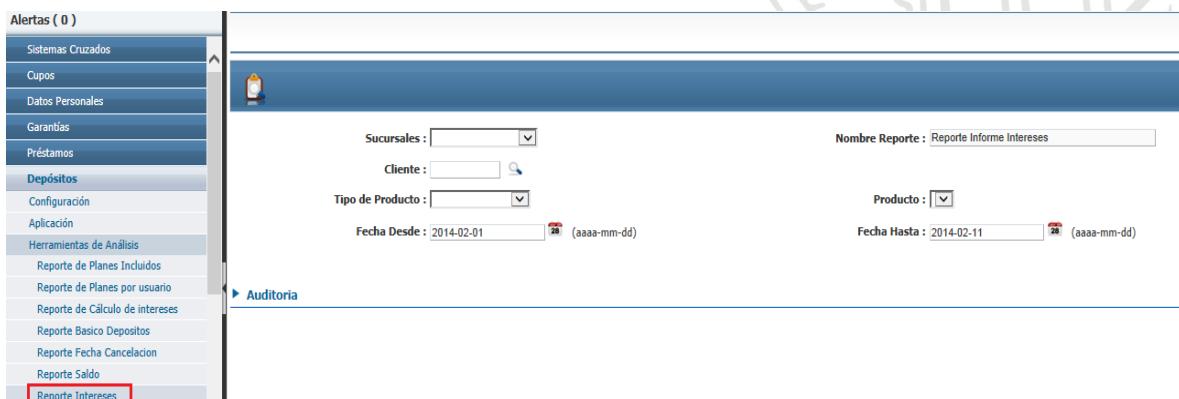 Alertas ( 0 )
Sistemas Cruzados
Cupos
Datos Personales
Garantías
Préstamos
Depósitos
Configuración
Aplicación
Herramientas de Análisis
Reporte de Planes Incluidos
Reporte de Planes por usuario
Reporte de Cálculo de intereses
Reporte Basico Depositos
Reporte Fecha Cancelacion
Reporte Saldo
Reporte Intereses
Sucursales :
Nombre Reporte : Reporte Informe Intereses
Cliente :
Tipo de Producto :
Producto :
Fecha Desde : 2014-02-01 28 (aaaa-mm-dd)
Fecha Hasta : 2014-02-11 28 (aaaa-mm-dd)
Auditoria